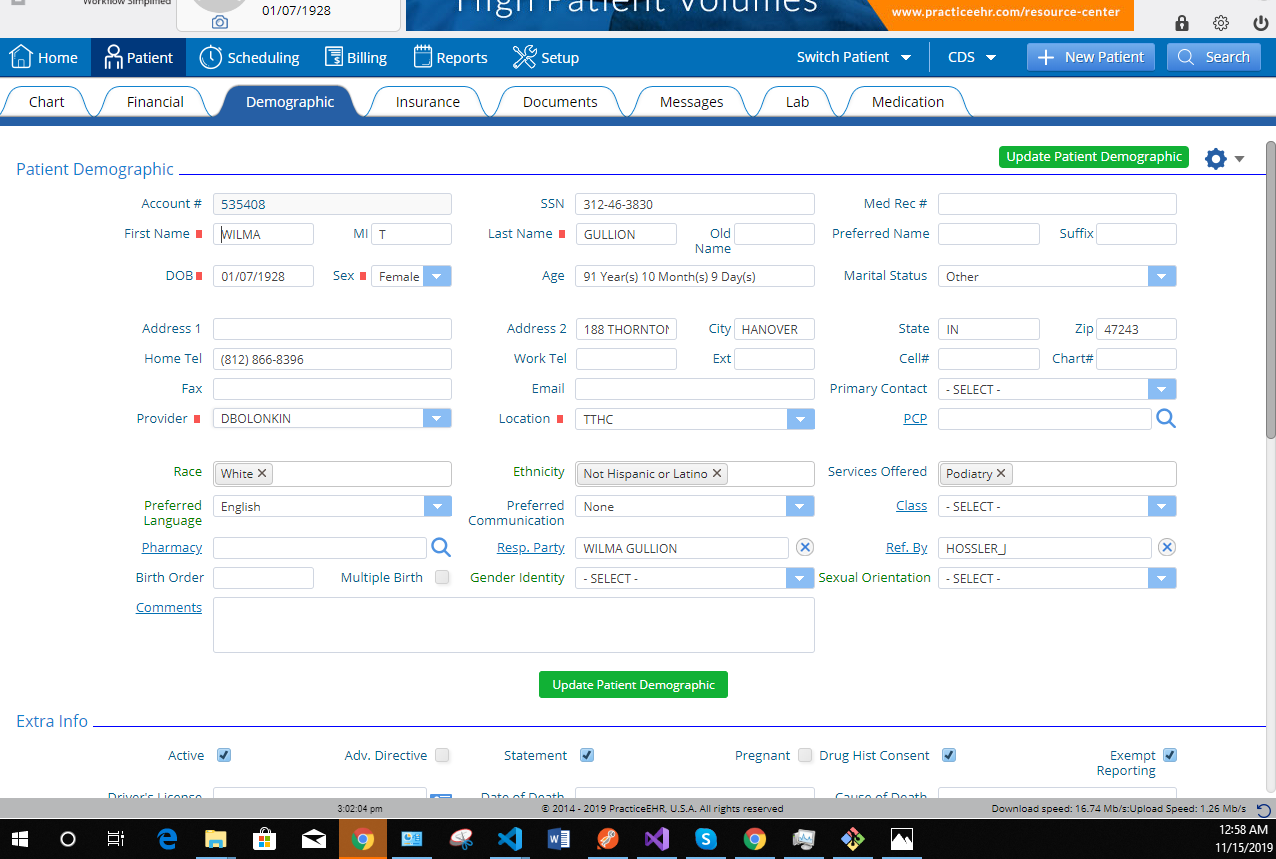 Workflow Simplified
01/07/1928
High Patient Volumes
www.practiceehr.com/resource-center
Home Patient Scheduling Billing Reports Setup Switch Patient CDS New Patient Search
Chart Financial Demographic Insurance Documents Messages Lab Medication
Update Patient Demographic
Patient Demographic
Account # 535408 SSN 312-46-3830 Med Rec #
First Name WILMA MI T Last Name GULLION Old Name Preferred Name Suffix
DOB 01/07/1928 Sex Female Age 91 Year(s) 10 Month(s) 9 Day(s) Marital Status Other
Address 1 Address 2 188 THORNTON City HANOVER State IN Zip 47243
Home Tel (812) 866-8396 Work Tel Ext Cell# Chart#
Fax Email Primary Contact - SELECT -
Provider DBOLONKIN Location TTHC PCP
Race White Ethnicity Not Hispanic or Latino Services Offered Podiatry
Preferred Language English Preferred Communication None Class - SELECT -
Pharmacy Resp. Party WILMA GULLION Ref. By HOSSLER_J
Birth Order Multiple Birth Gender Identity - SELECT - Sexual Orientation - SELECT -
Comments
Update Patient Demographic
Extra Info
Active Adv. Directive Statement Pregnant Drug Hist Consent Exempt Reporting
Driver's License Date of Death Cause of Death
3:02:04 pm © 2014 - 2019 PracticeEHR, U.S.A. All rights reserved Download speed: 16.74 Mb/s:Upload Speed: 1.26 Mb/s
12:58 AM
11/15/2019